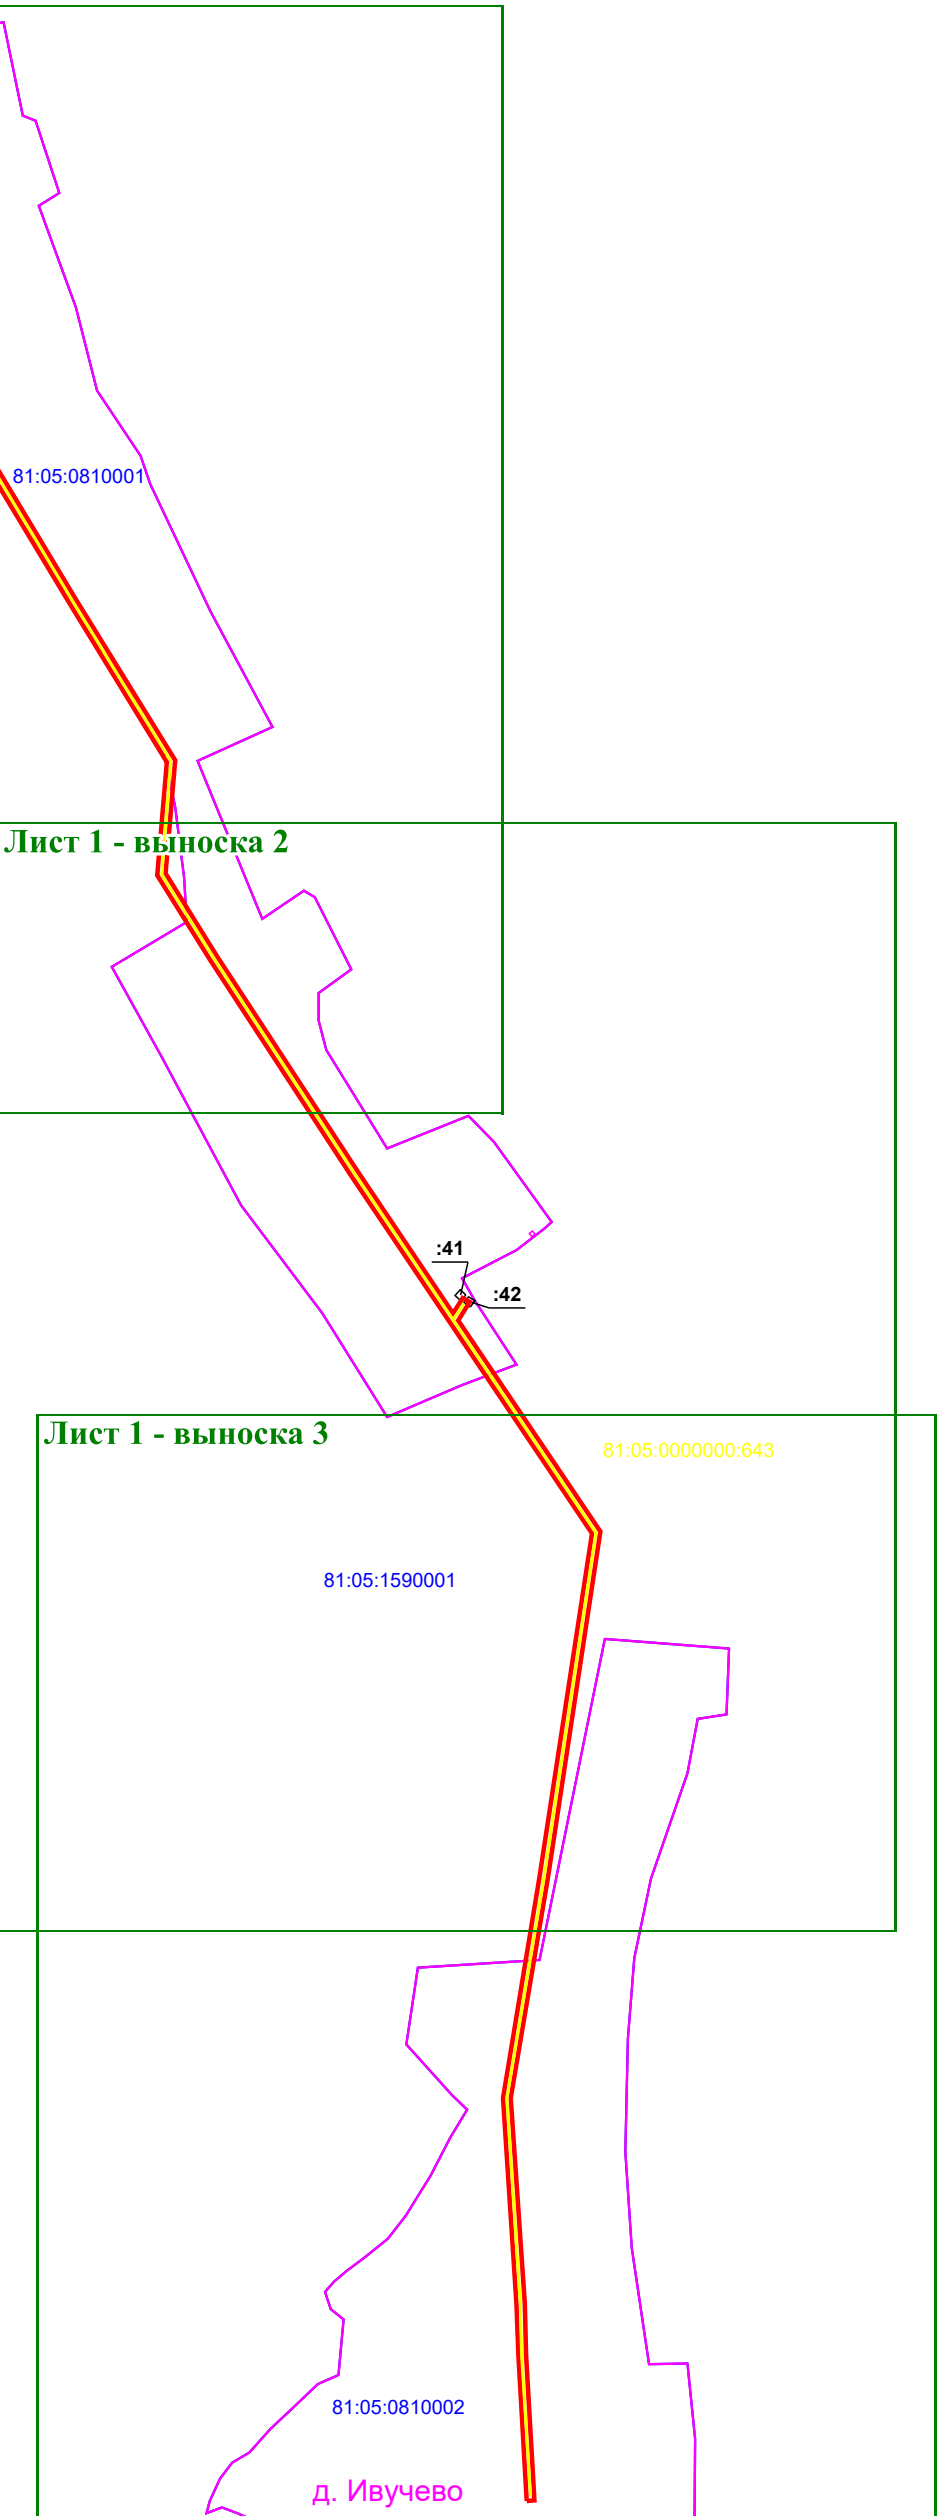 81:05:0810001
Лист 1 - выноска 2
:41
:42
Лист 1 - выноска 3
81:05:0000000:643
81:05:1590001
81:05:0810002
д. Ивучево